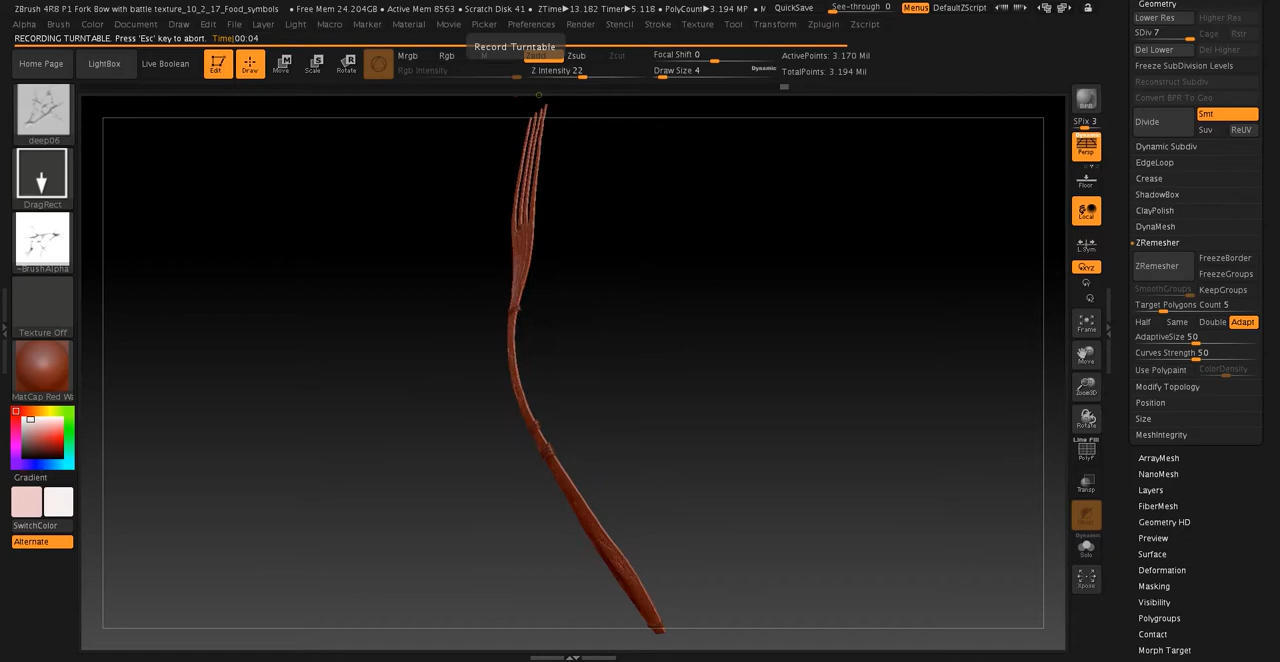 ZBrush 4R8 P1 Fork Bow with battle texture_10_2_17_Food_symbols • Free Mem 24.204GB • Active Mem 8563 • Scratch Disk 41 • ZTime▶13.182 Timer▶5.118 • PolyCount▶3.194 MP • M QuickSave See-through 0 Menus DefaultZScript
Alpha Brush Color Document Draw Edit File Layer Light Macro Marker Material Movie Picker Preferences Render Stencil Stroke Texture Tool Transform Zplugin Zscript
RECORDING TURNTABLE. Press 'Esc' key to abort. Time|00:04
Record Turntable
Home Page
LightBox
Live Boolean
Edit
Draw
Move
Scale
Rotate
Mrgb Rgb M Zsub Zcut
Rgb Intensity
Z Intensity 22
Focal Shift 0
Draw Size 4
Dynamic
ActivePoints: 3.170 Mil
TotalPoints: 3.194 Mil
deep06
DragRect
~BrushAlpha
Texture Off
MatCap Red Wa
Gradient
SwitchColor
Alternate
BPR
SPix 3
Dynamic
Persp
Floor
Local
L.Sym
XYZ
Frame
Move
Zoom3D
Rotate
Line Fill
PolyF
Transp
Dynamic
Solo
Xpose
Geometry
Lower Res Higher Res
SDiv 7 Cage Rstr
Del Lower Del Higher
Freeze SubDivision Levels
Reconstruct Subdiv
Convert BPR To Geo
Divide Smt
Suv ReUV
Dynamic Subdiv
EdgeLoop
Crease
ShadowBox
ClayPolish
DynaMesh
ZRemesher
ZRemesher FreezeBorder
FreezeGroups
SmoothGroups KeepGroups
Target Polygons Count 5
Half Same Double Adapt
AdaptiveSize 50
Curves Strength 50
Use Polypaint ColorDensity
Modify Topology
Position
Size
MeshIntegrity
ArrayMesh
NanoMesh
Layers
FiberMesh
Geometry HD
Preview
Surface
Deformation
Masking
Visibility
Polygroups
Contact
Morph Target